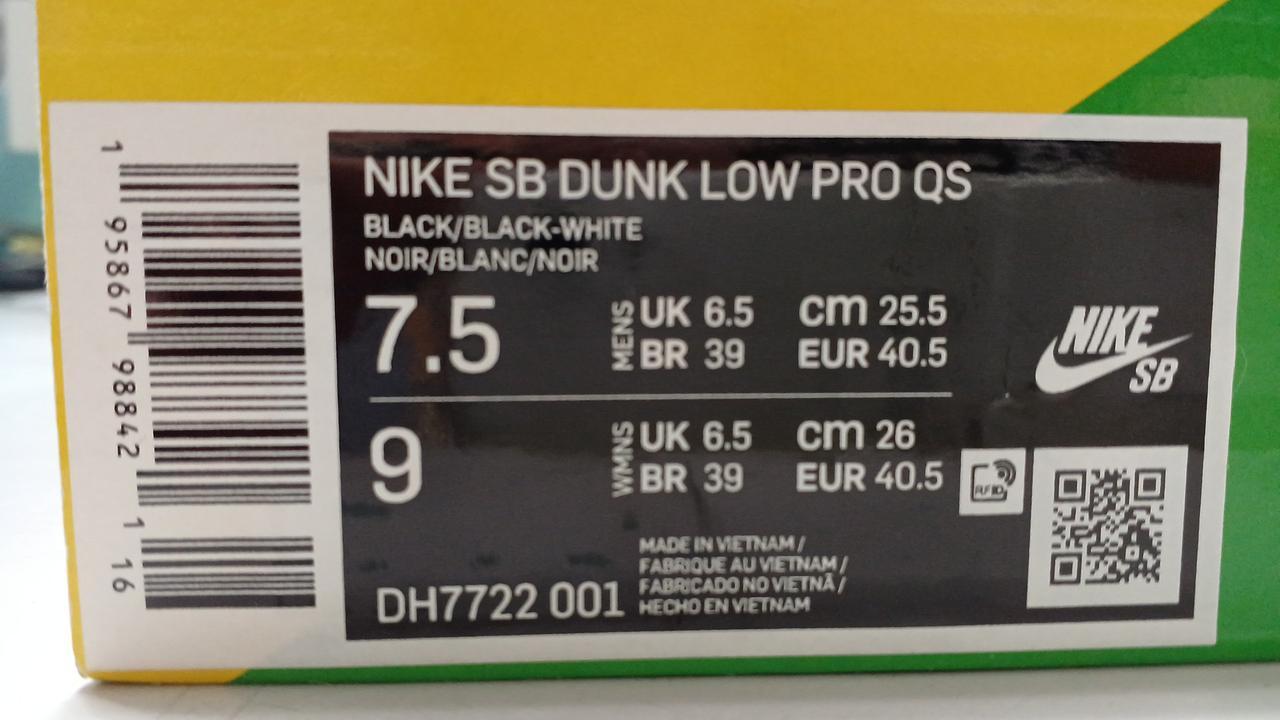 1
95867
98842
1
16
NIKE SB DUNK LOW PRO QS
BLACK/BLACK-WHITE
NOIR/BLANC/NOIR
7.5
MENS
UK 6.5 cm 25.5
BR 39 EUR 40.5
9
WMNS
UK 6.5 cm 26
BR 39 EUR 40.5
DH7722 001
MADE IN VIETNAM /
FABRIQUE AU VIETNAM /
FABRICADO NO VIETNÃ /
HECHO EN VIETNAM
NIKE
SB
RFID